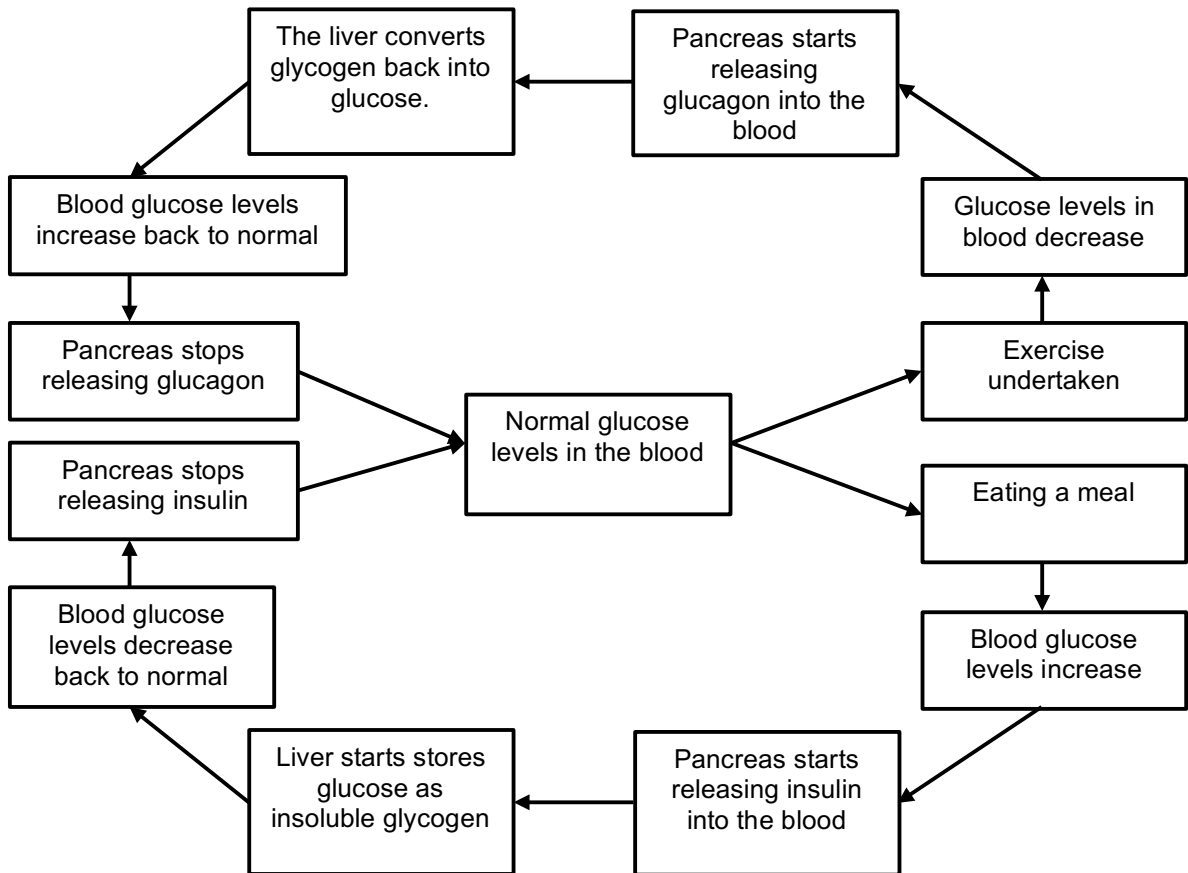 The liver converts
glycogen back into
glucose.
Pancreas starts
releasing
glucagon into the
blood
Blood glucose levels
increase back to normal
Glucose levels in
blood decrease
Pancreas stops
releasing glucagon
Exercise
undertaken
Normal glucose
levels in the blood
Pancreas stops
releasing insulin
Eating a meal
Blood glucose
levels decrease
back to normal
Blood glucose
levels increase
Liver starts stores
glucose as
insoluble glycogen
Pancreas starts
releasing insulin
into the blood